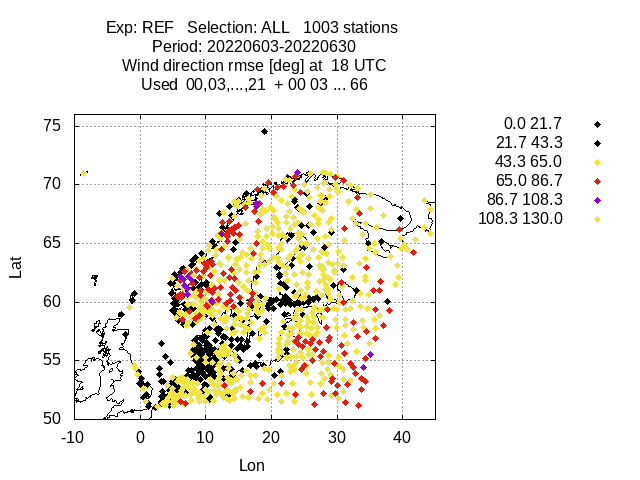 Exp: REF   Selection: ALL   1003 stations
Period: 20220603-20220630
Wind direction rmse [deg] at  18 UTC
Used  00,03,...,21  + 00 03 ... 66
0.0 21.7
21.7 43.3
43.3 65.0
65.0 86.7
86.7 108.3
108.3 130.0
75
70
65
60
55
50
Lat
-10 0 10 20 30 40
Lon